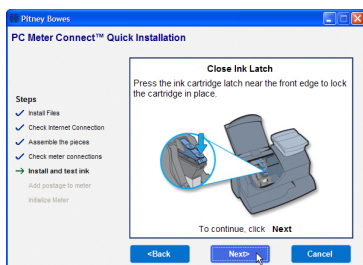 Pitney Bowes
PC Meter Connect™ Quick Installation
Steps
Install Files
Check Internet Connection
Assemble the pieces
Check meter connections
Install and test ink
Add postage to meter
Initialize Meter
Close Ink Latch
Press the ink cartridge latch near the front edge to lock
the cartridge in place.
To continue, click Next
<Back
Next>
Cancel